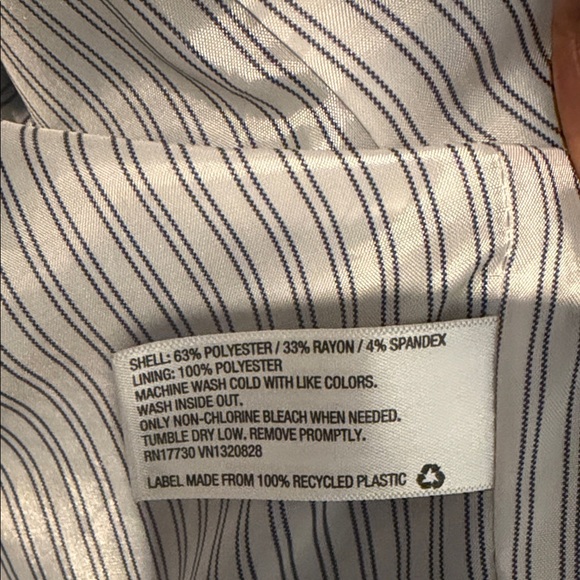 SHELL: 63% POLYESTER / 33% RAYON / 4% SPANDEX
LINING: 100% POLYESTER
MACHINE WASH COLD WITH LIKE COLORS.
WASH INSIDE OUT.
ONLY NON-CHLORINE BLEACH WHEN NEEDED.
TUMBLE DRY LOW. REMOVE PROMPTLY.
RN17730 VN1320828
LABEL MADE FROM 100% RECYCLED PLASTIC